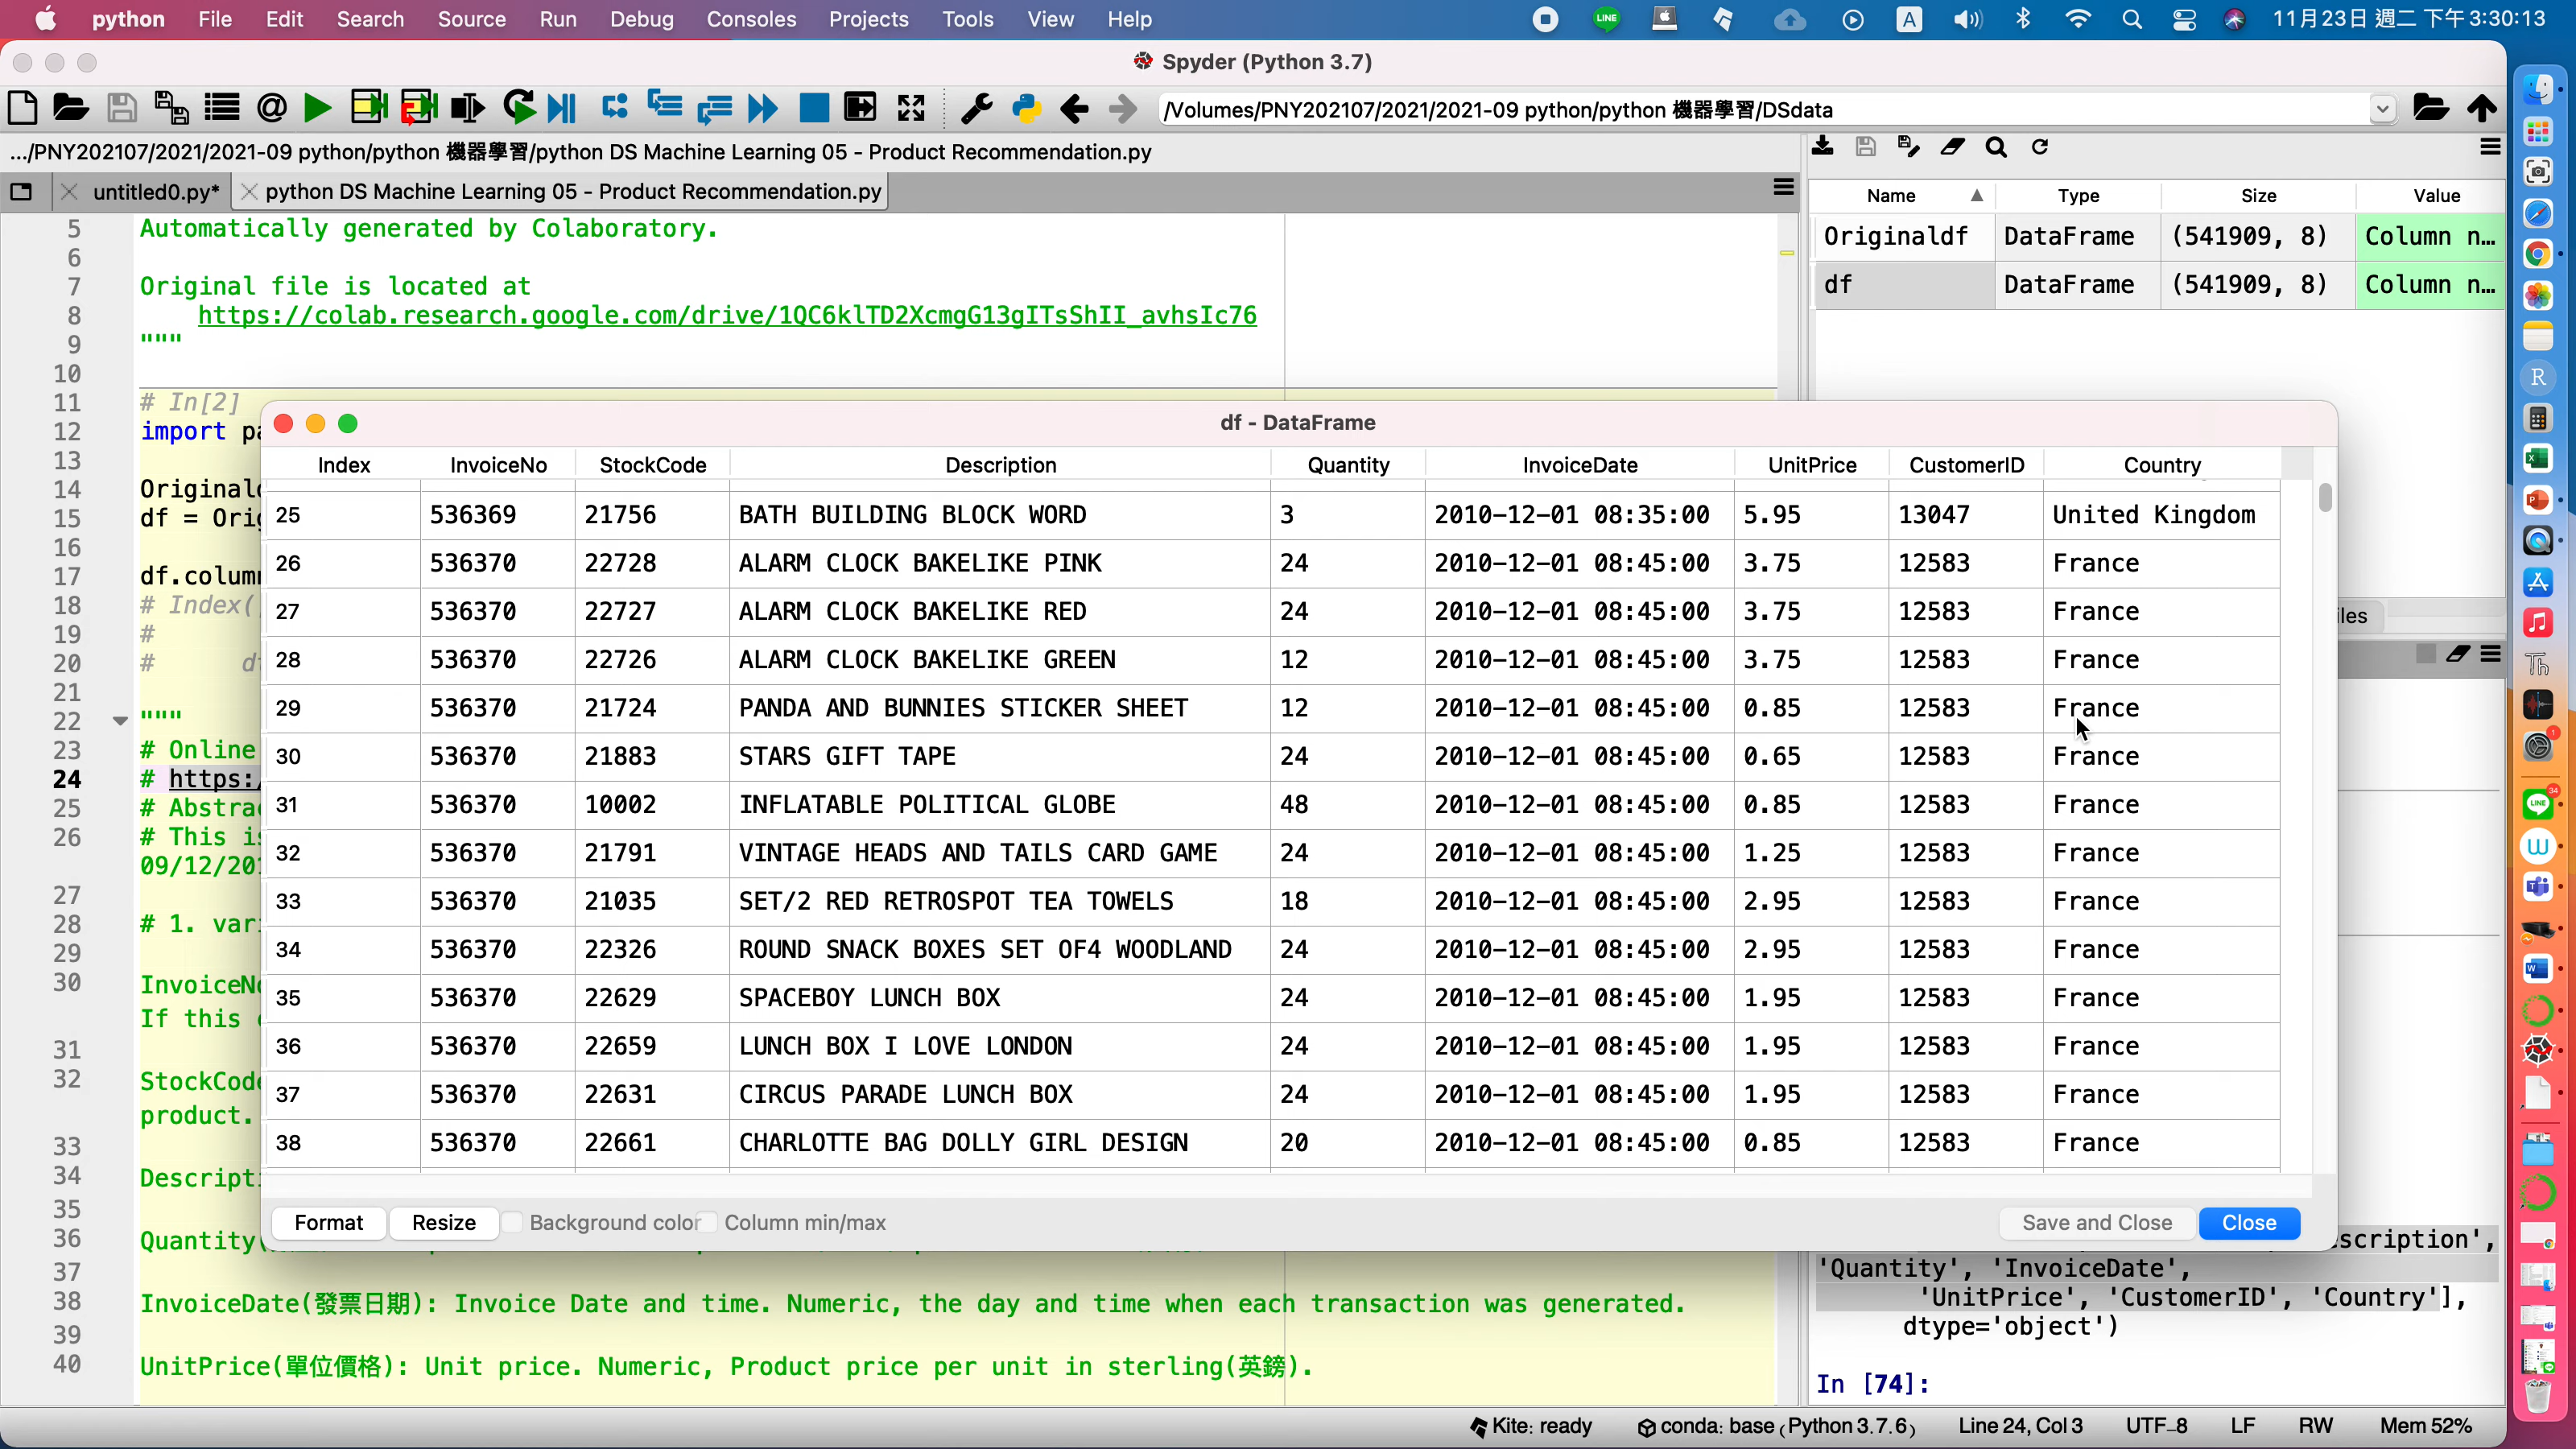 python File Edit Search Source Run Debug Consoles Projects Tools View Help 11月23日 週二 下午3:30:13
Spyder (Python 3.7)
/Volumes/PNY202107/2021/2021-09 python/python 機器學習/DSdata
.../PNY202107/2021/2021-09 python/python 機器學習/python DS Machine Learning 05 - Product Recommendation.py
untitled0.py* python DS Machine Learning 05 - Product Recommendation.py
Name Type Size Value
Originaldf DataFrame (541909, 8) Column n...
df DataFrame (541909, 8) Column n...
5 Automatically generated by Colaboratory.
6
7 Original file is located at
8 https://colab.research.google.com/drive/1QC6klTD2XcmgG13gITsShII_avhsIc76
9 """
10
11 # In[2]
12 import pa
13
14 Original
15 df = Orig
16
17 df.colum
18 # Index(
19 #
20 # d
21
22 """
23 # Online
24 # https:/
25 # Abstra
26 # This is
09/12/20
27
28 # 1. vari
29
30 InvoiceN
If this
31
32 StockCode
product.
33
34 Descripti
35
36 Quantity(
37
38 InvoiceDate(發票日期): Invoice Date and time. Numeric, the day and time when each transaction was generated.
39
40 UnitPrice(單位價格): Unit price. Numeric, Product price per unit in sterling(英鎊).
df - DataFrame
Index InvoiceNo StockCode Description Quantity InvoiceDate UnitPrice CustomerID Country
25 536369 21756 BATH BUILDING BLOCK WORD 3 2010-12-01 08:35:00 5.95 13047 United Kingdom
26 536370 22728 ALARM CLOCK BAKELIKE PINK 24 2010-12-01 08:45:00 3.75 12583 France
27 536370 22727 ALARM CLOCK BAKELIKE RED 24 2010-12-01 08:45:00 3.75 12583 France
28 536370 22726 ALARM CLOCK BAKELIKE GREEN 12 2010-12-01 08:45:00 3.75 12583 France
29 536370 21724 PANDA AND BUNNIES STICKER SHEET 12 2010-12-01 08:45:00 0.85 12583 France
30 536370 21883 STARS GIFT TAPE 24 2010-12-01 08:45:00 0.65 12583 France
31 536370 10002 INFLATABLE POLITICAL GLOBE 48 2010-12-01 08:45:00 0.85 12583 France
32 536370 21791 VINTAGE HEADS AND TAILS CARD GAME 24 2010-12-01 08:45:00 1.25 12583 France
33 536370 21035 SET/2 RED RETROSPOT TEA TOWELS 18 2010-12-01 08:45:00 2.95 12583 France
34 536370 22326 ROUND SNACK BOXES SET OF4 WOODLAND 24 2010-12-01 08:45:00 2.95 12583 France
35 536370 22629 SPACEBOY LUNCH BOX 24 2010-12-01 08:45:00 1.95 12583 France
36 536370 22659 LUNCH BOX I LOVE LONDON 24 2010-12-01 08:45:00 1.95 12583 France
37 536370 22631 CIRCUS PARADE LUNCH BOX 24 2010-12-01 08:45:00 1.95 12583 France
38 536370 22661 CHARLOTTE BAG DOLLY GIRL DESIGN 20 2010-12-01 08:45:00 0.85 12583 France
Format Resize Background color Column min/max Save and Close Close
iles
scription',
'Quantity', 'InvoiceDate',
'UnitPrice', 'CustomerID', 'Country'],
dtype='object')
In [74]:
Kite: ready conda: base (Python 3.7.6) Line 24, Col 3 UTF-8 LF RW Mem 52%